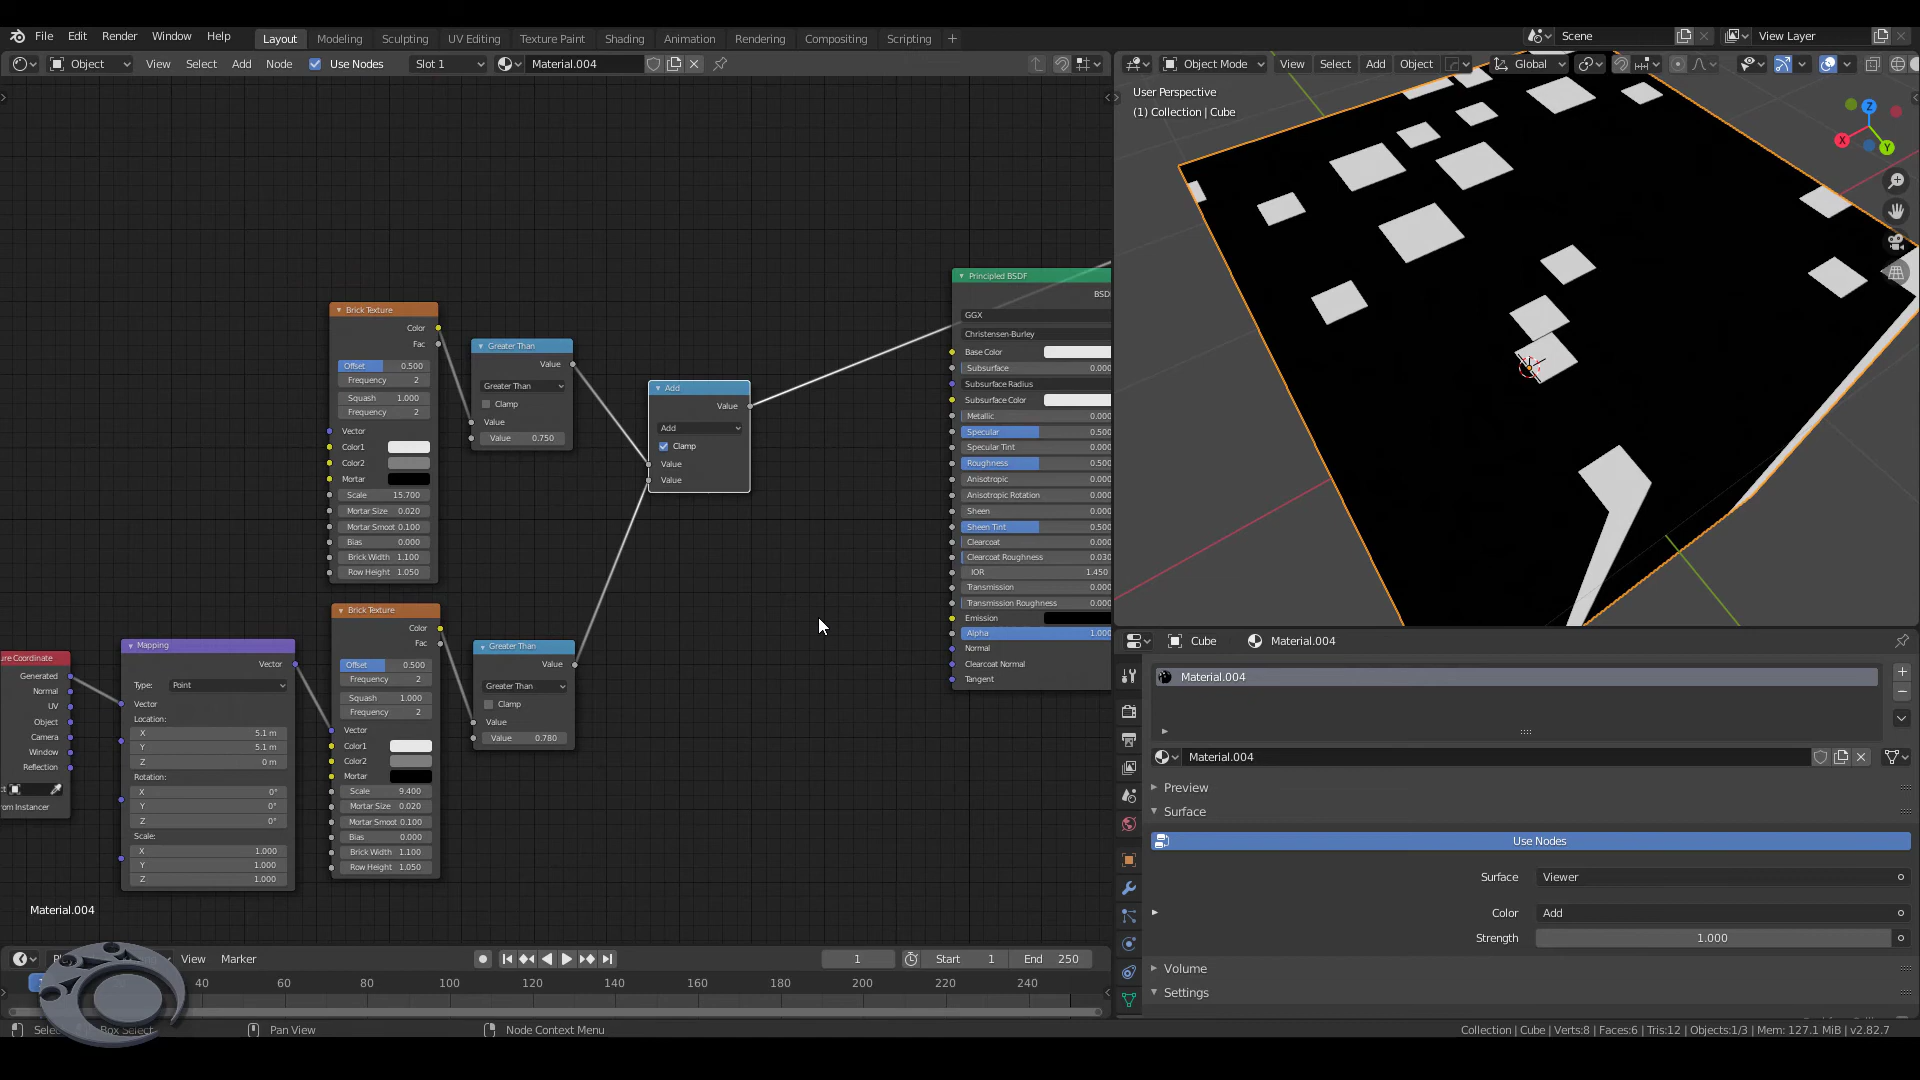 File Edit Render Window Help Layout Modeling Sculpting UV Editing Texture Paint Shading Animation Rendering Compositing Scripting + Scene View Layer
Object View Select Add Node Use Nodes Slot 1 Material.004 Object Mode View Select Add Object Global
User Perspective
(1) Collection | Cube
Z
X
Y
Brick Texture
Color
Fac
Offset 0.500
Frequency 2
Squash 1.000
Frequency 2
Vector
Color1
Color2
Mortar
Scale 15.700
Mortar Size 0.020
Mortar Smoot 0.100
Bias 0.000
Brick Width 1.100
Row Height 1.050
Greater Than
Value
Greater Than
Clamp
Value
Value 0.750
Add
Value
Add
Clamp
Value
Value
Principled BSDF
BSD
GGX
Christensen-Burley
Base Color
Subsurface 0.000
Subsurface Radius
Subsurface Color
Metallic 0.000
Specular 0.500
Specular Tint 0.000
Roughness 0.500
Anisotropic 0.000
Anisotropic Rotation 0.000
Sheen 0.000
Sheen Tint 0.500
Clearcoat 0.000
Clearcoat Roughness 0.030
IOR 1.450
Transmission 0.000
Transmission Roughness 0.000
Emission
Alpha 1.000
Normal
Clearcoat Normal
Tangent
ure Coordinate
Generated
Normal
UV
Object
Camera
Window
Reflection
ct
rom Instancer
Mapping
Vector
Type: Point
Vector
Location:
X 5.1 m
Y 5.1 m
Z 0 m
Rotation:
X 0°
Y 0°
Z 0°
Scale:
X 1.000
Y 1.000
Z 1.000
Brick Texture
Color
Fac
Offset 0.500
Frequency 2
Squash 1.000
Frequency 2
Vector
Color1
Color2
Mortar
Scale 9.400
Mortar Size 0.020
Mortar Smoot 0.100
Bias 0.000
Brick Width 1.100
Row Height 1.050
Greater Than
Value
Greater Than
Clamp
Value
Value 0.780
Material.004
Cube Material.004
Material.004
Material.004
Preview
Surface
Use Nodes
Surface Viewer
Color Add
Strength 1.000
Volume
Settings
View Marker 1 Start 1 End 250
40 60 80 100 120 140 160 180 200 220 240
Selec Box Select Pan View Node Context Menu Collection | Cube | Verts:8 | Faces:6 | Tris:12 | Objects:1/3 | Mem: 127.1 MiB | v2.82.7